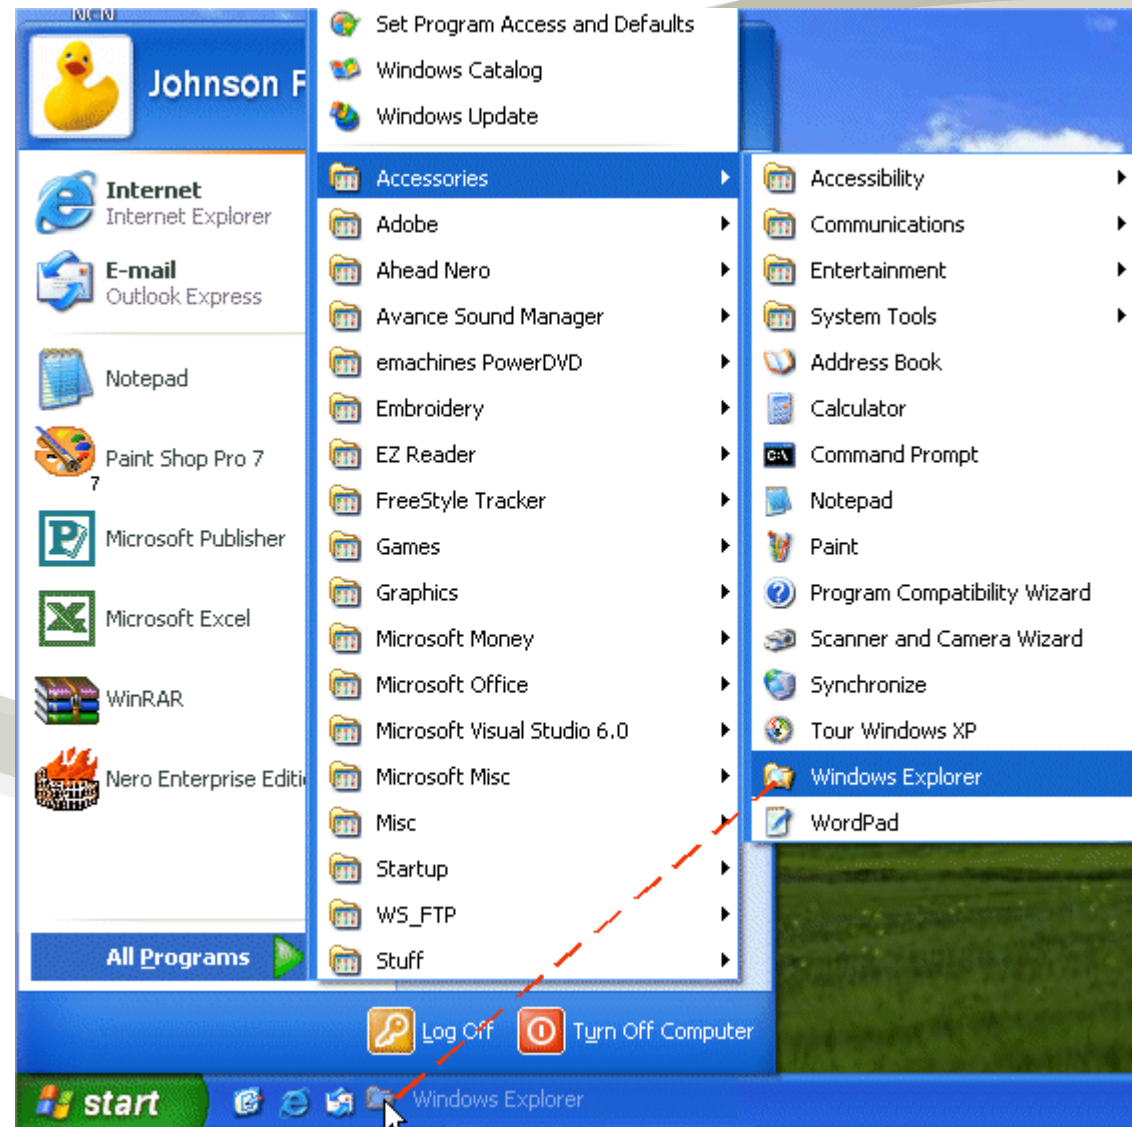 Johnson
Internet
Internet Explorer
E-mail
Outlook Express
Notepad
Paint Shop Pro 7
7
Microsoft Publisher
Microsoft Excel
WinRAR
Nero Enterprise
All Programs
Set Program Access and Defaults
Windows Catalog
Windows Update
Accessories
Adobe
Ahead Nero
Avance Sound Manager
emachines PowerDVD
Embroidery
EZ Reader
FreeStyle Tracker
Games
Graphics
Microsoft Money
Microsoft Office
Microsoft Visual Studio 6.0
Microsoft Misc
Misc
Startup
WS_FTP
Stuff
Accessibility
Communications
Entertainment
System Tools
Address Book
Calculator
C:\
Command Prompt
Notepad
Paint
Program Compatibility Wizard
Scanner and Camera Wizard
Synchronize
Tour Windows XP
Windows Explorer
WordPad
Log Off
Turn Off Computer
start
Windows Explorer